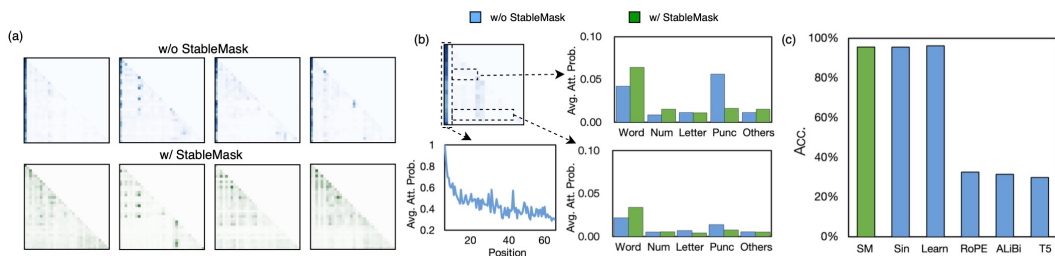 w/o StableMask
w/ StableMask
(a)
w/o StableMask
w/ StableMask
(b)
Avg. Att. Prob.
1
0.8
0.6
0.4
0.2
20
40
60
Position
Avg. Att. Prob.
0.10
0.05
0.00
Word Num Letter Punc Others
Avg. Att. Prob.
0.10
0.05
0.00
Word Num Letter Punc Others
(c)
Acc.
100%
80%
60%
40%
20%
0%
SM Sin Learn RoPE ALiBi T5